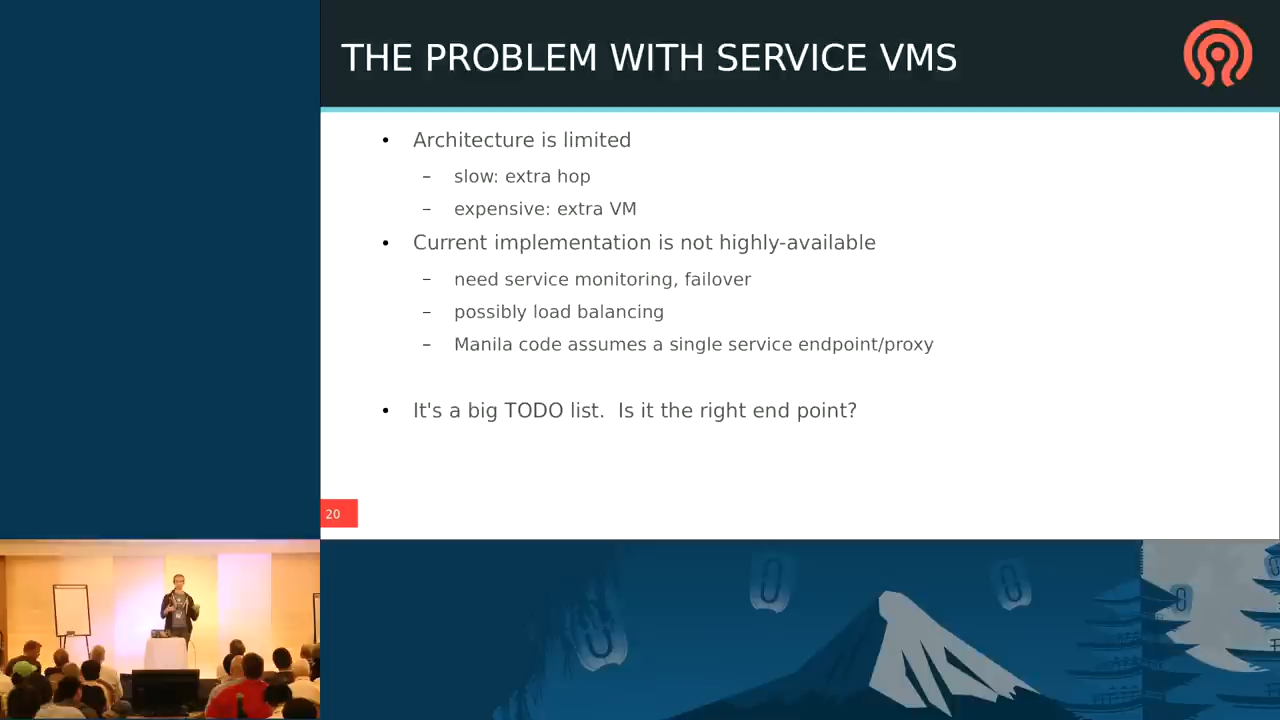 THE PROBLEM WITH SERVICE VMS
• Architecture is limited
– slow: extra hop
– expensive: extra VM
• Current implementation is not highly-available
– need service monitoring, failover
– possibly load balancing
– Manila code assumes a single service endpoint/proxy
• It's a big TODO list.  Is it the right end point?
20